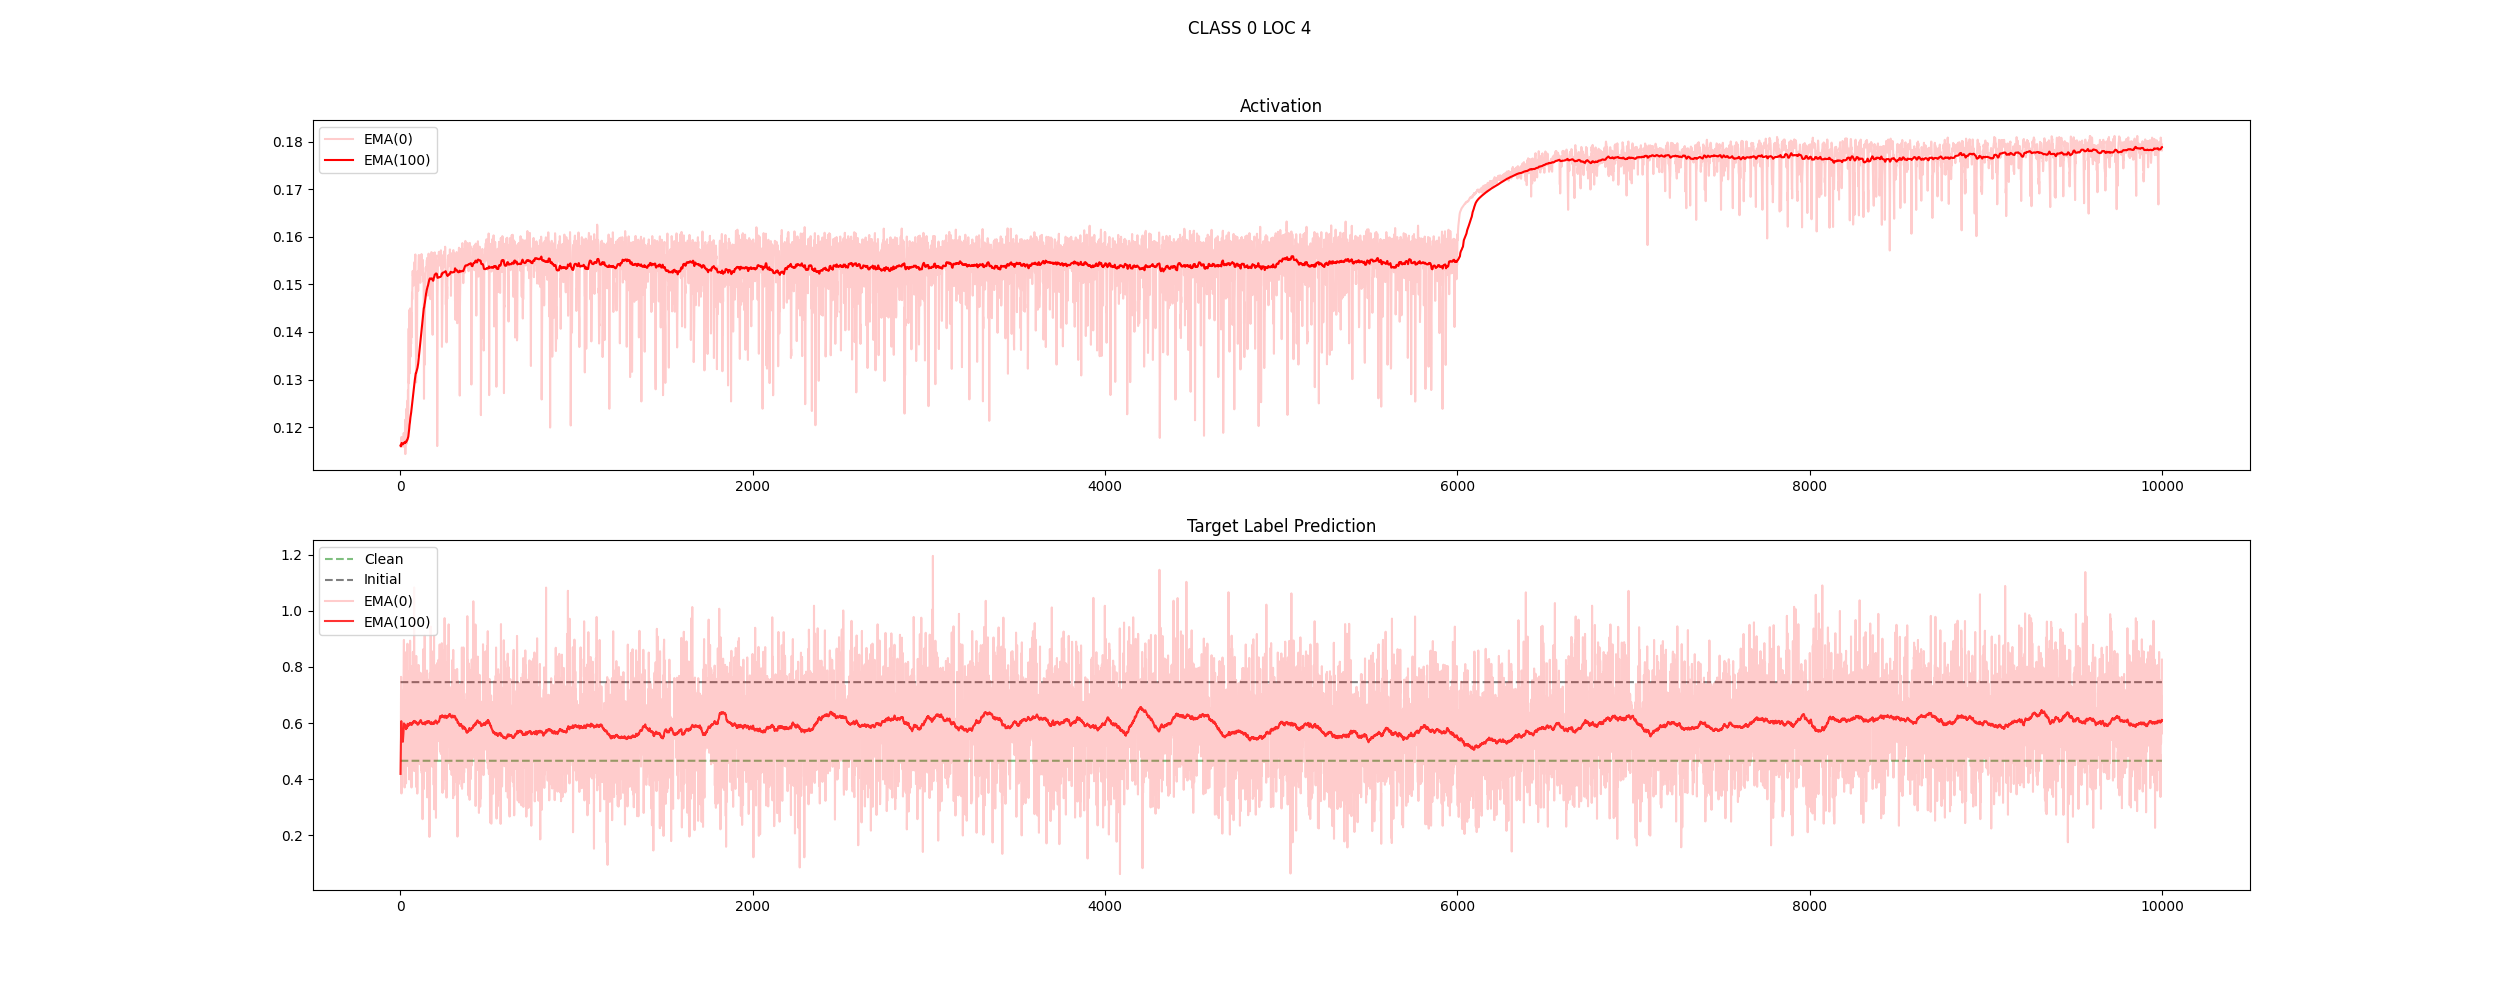 CLASS 0 LOC 4
Activation
EMA(0)
EMA(100)
0.18
0.17
0.16
0.15
0.14
0.13
0.12
0 2000 4000 6000 8000 10000
Target Label Prediction
Clean
Initial
EMA(0)
EMA(100)
1.2
1.0
0.8
0.6
0.4
0.2
0 2000 4000 6000 8000 10000